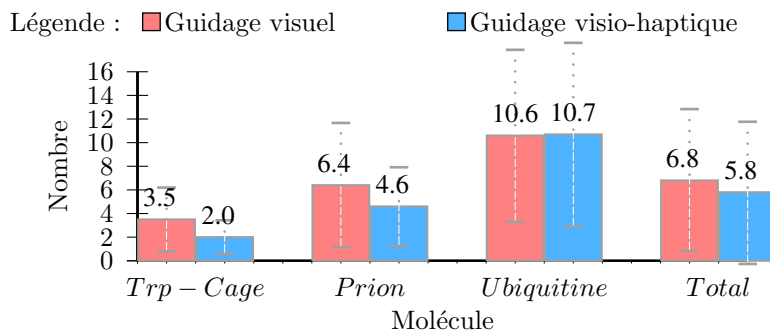 Légende : Guidage visuel Guidage visio-haptique
16
14
12
10
8
6
4
2
0
Nombre
3.5 2.0 6.4 4.6 10.6 10.7 6.8 5.8
Trp − Cage Prion Ubiquitine Total
Molécule